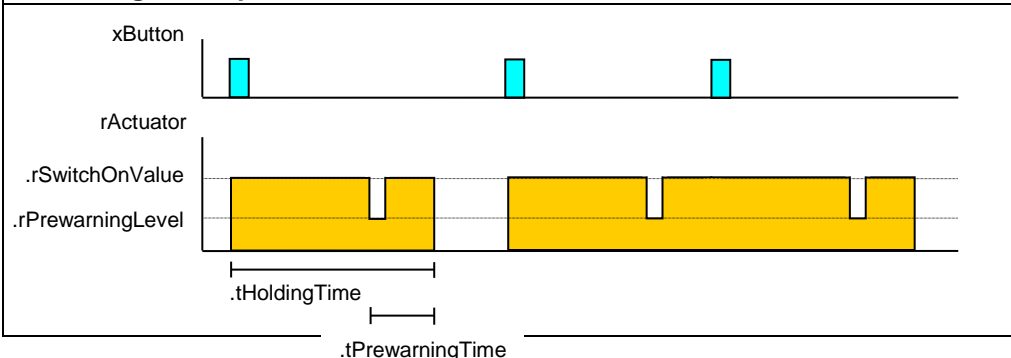 xButton
rActuator
.rSwitchOnValue
.rPrewarningLevel
.tHoldingTime
.tPrewarningTime